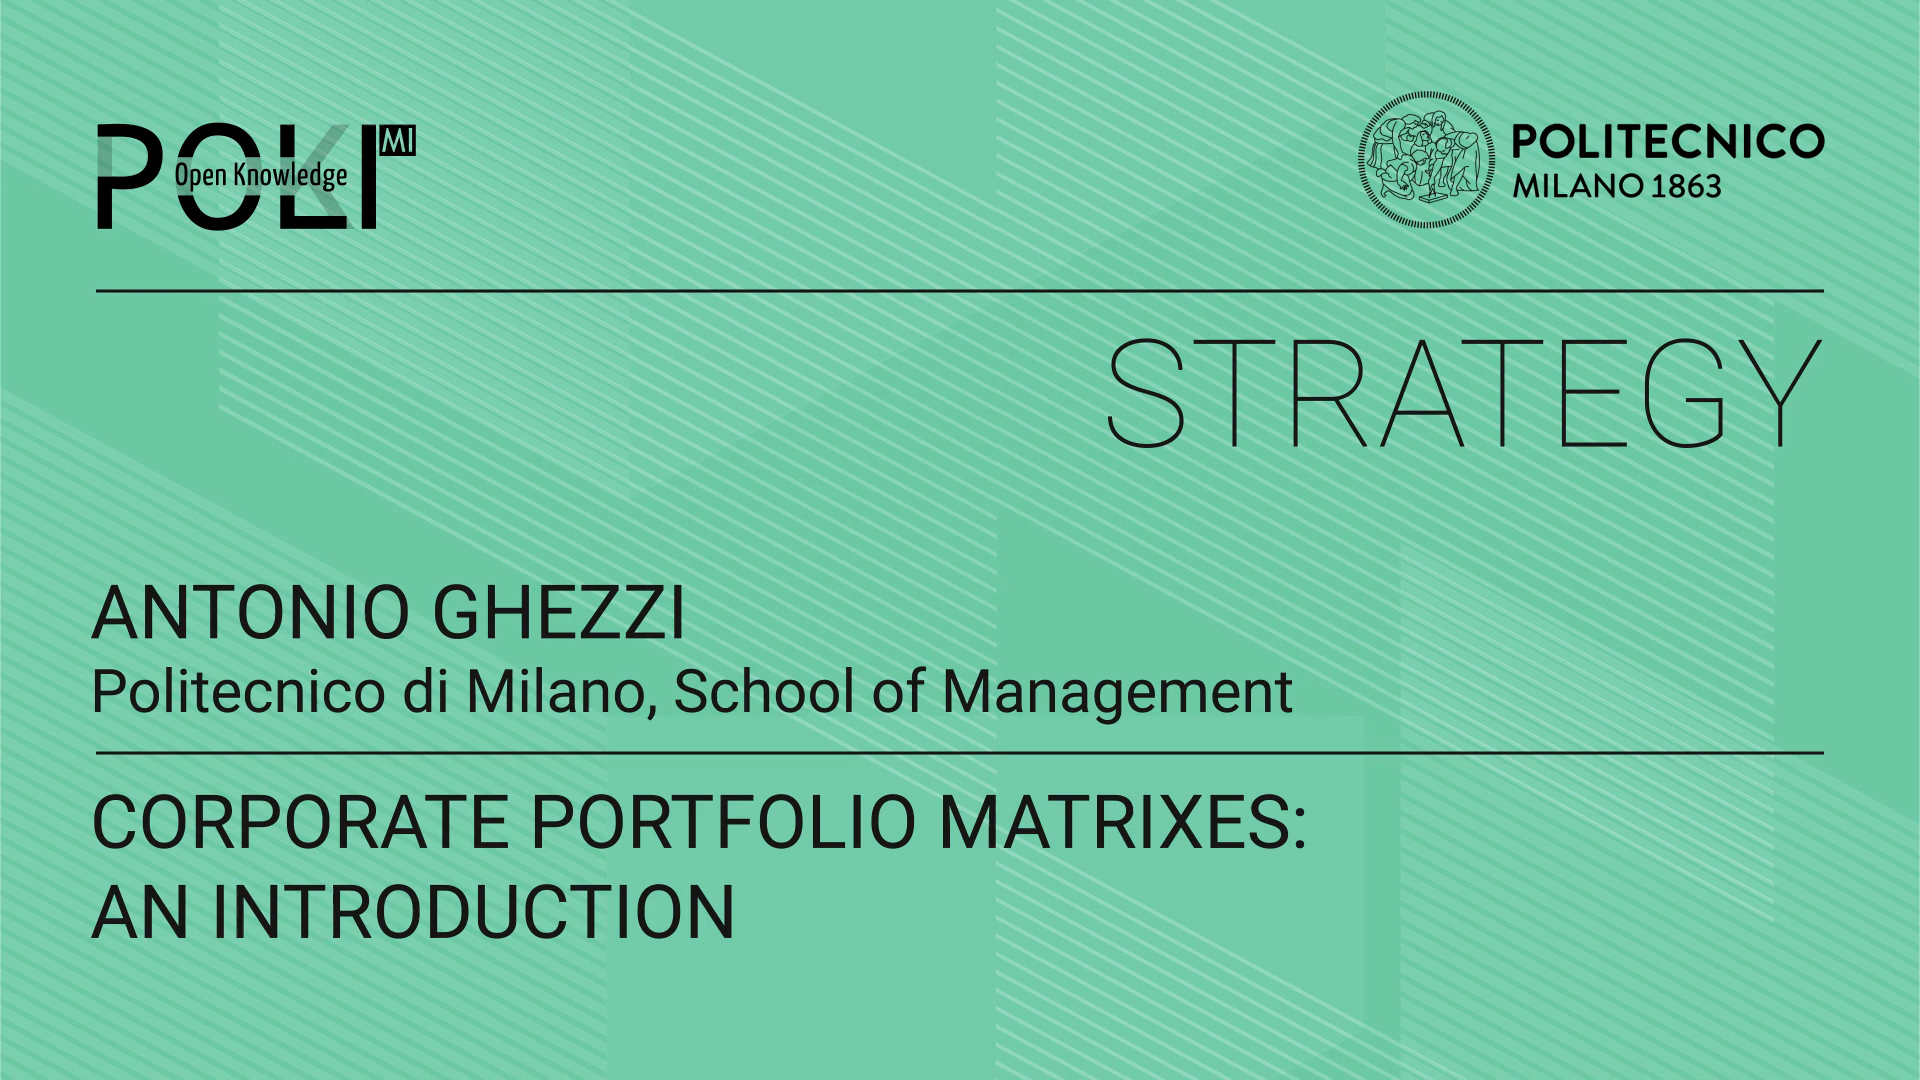 POLI MI
Open Knowledge
POLITECNICO
MILANO 1863
STRATEGY
ANTONIO GHEZZI
Politecnico di Milano, School of Management
CORPORATE PORTFOLIO MATRIXES:
AN INTRODUCTION